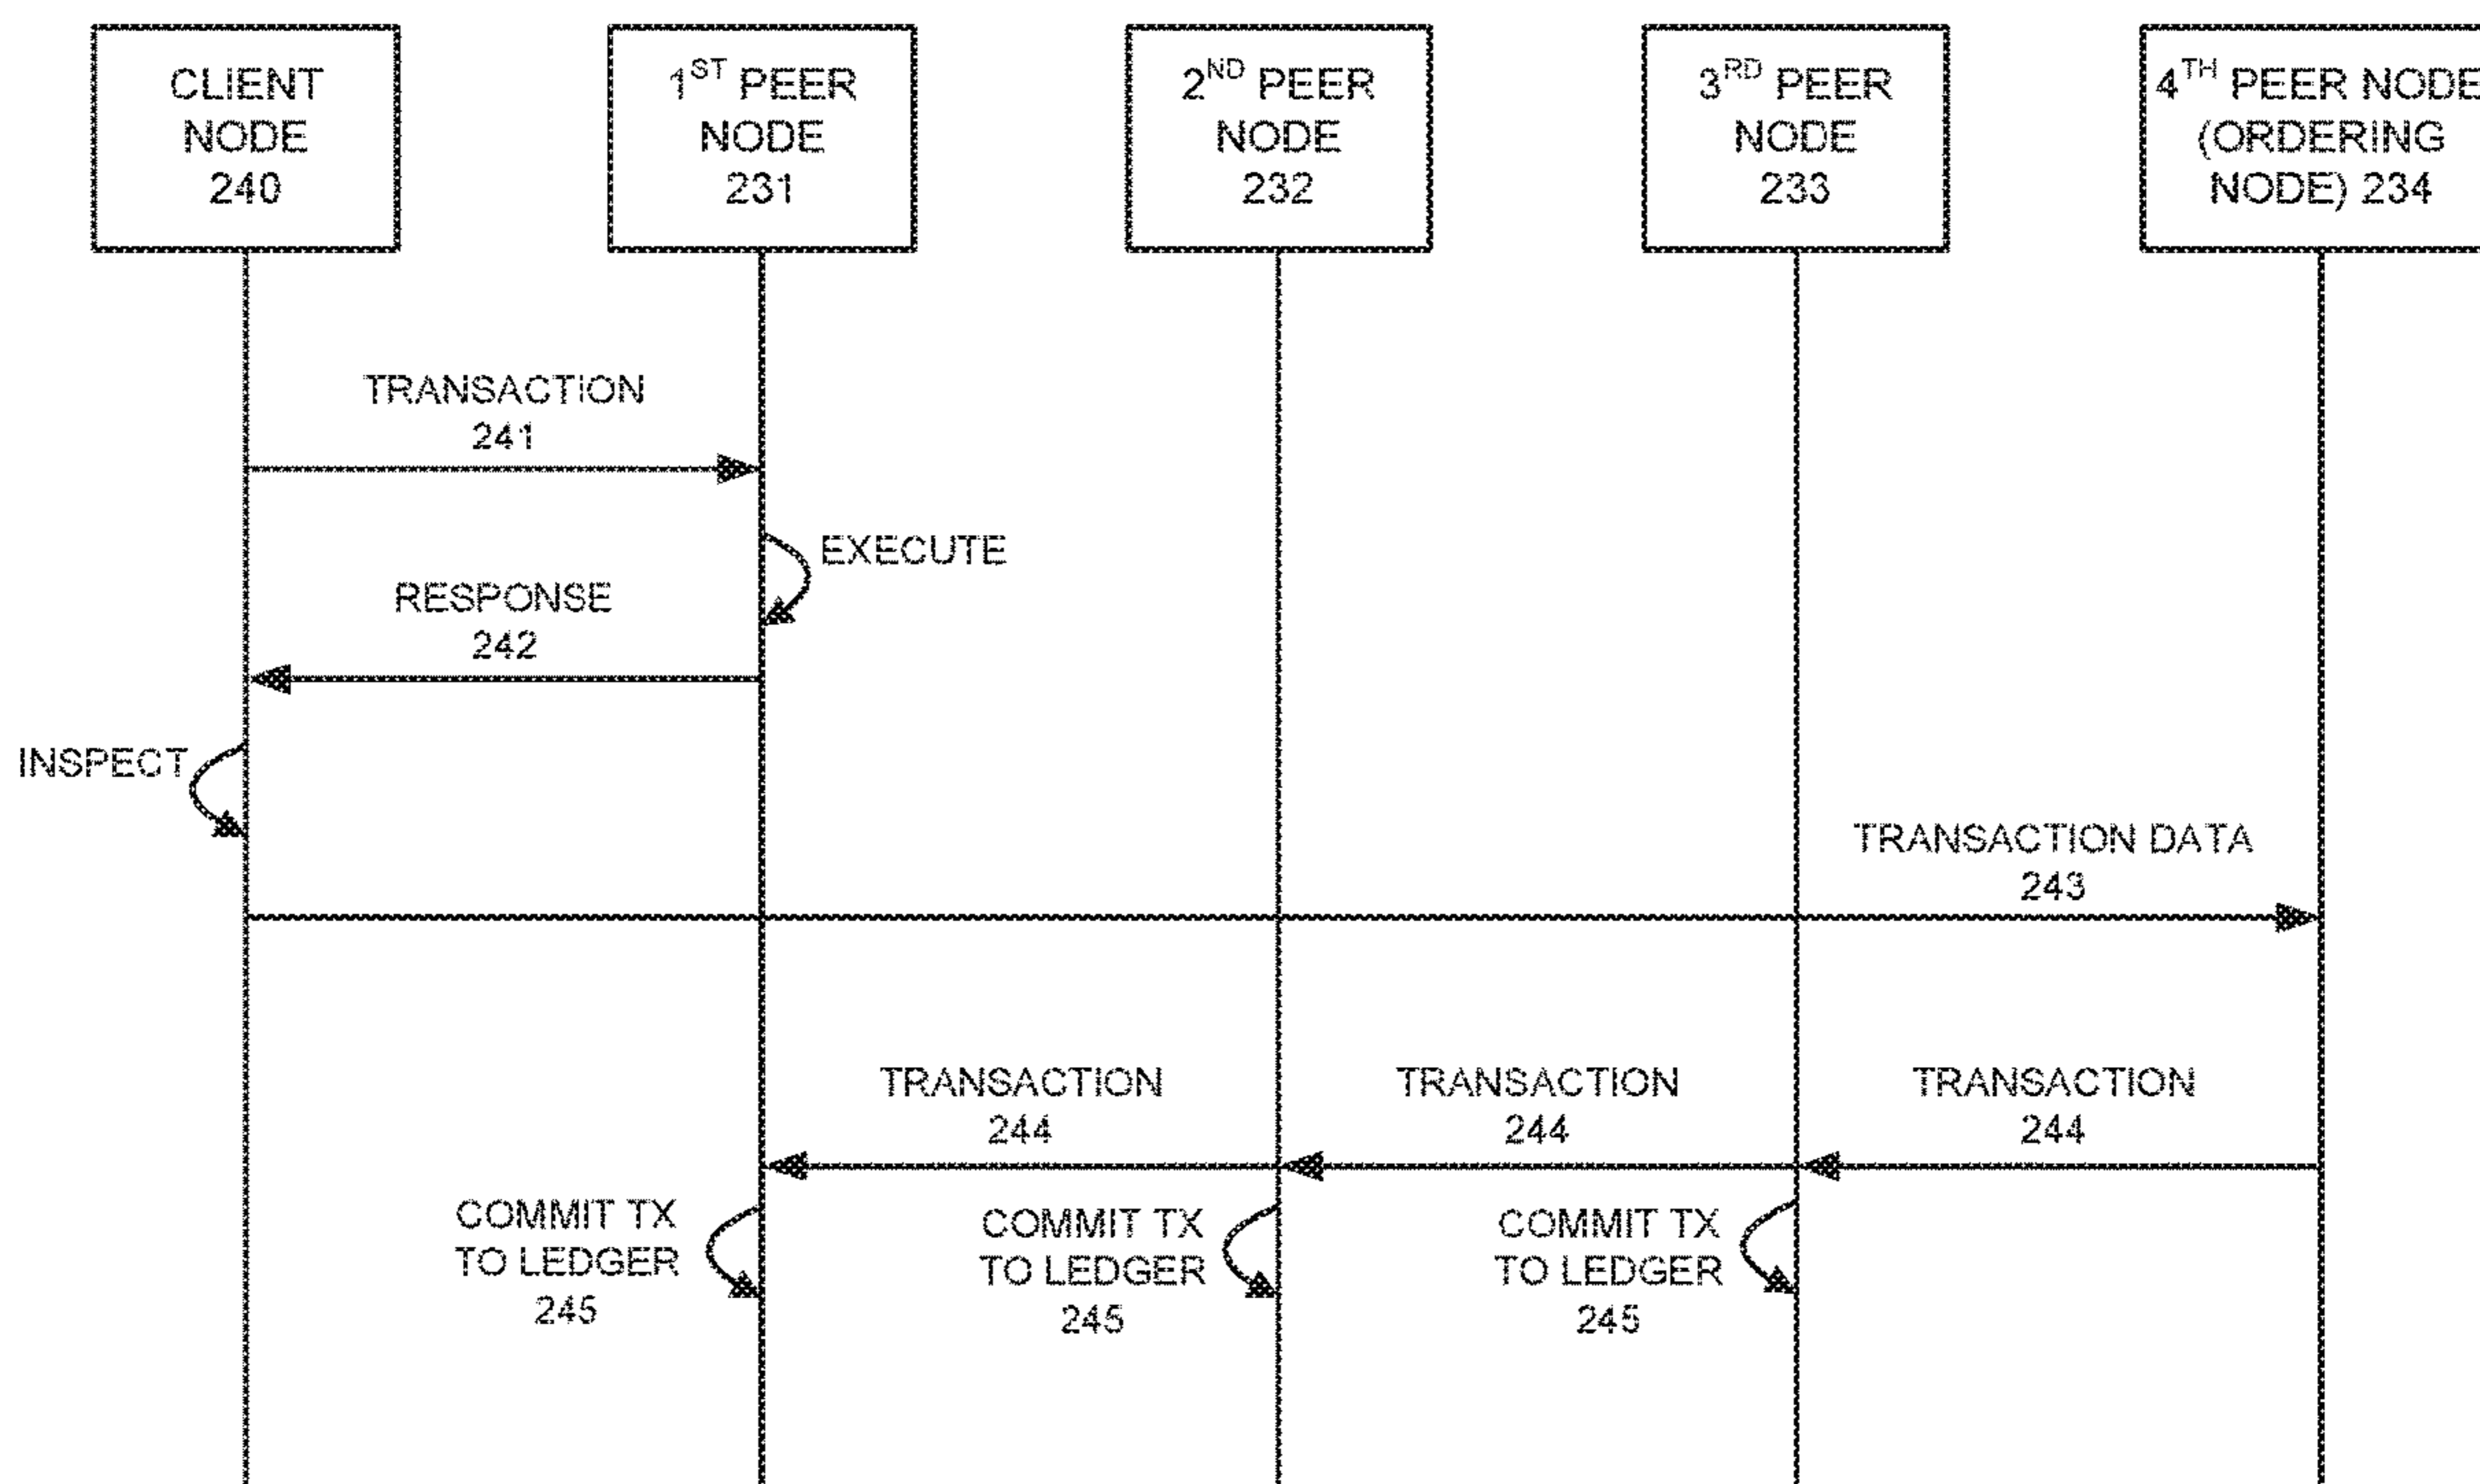 CLIENT
NODE
240
1ST PEER
NODE
231
2ND PEER
NODE
232
3RD PEER
NODE
233
4TH PEER NODE
(ORDERING
NODE) 234
TRANSACTION
241
EXECUTE
RESPONSE
242
INSPECT
TRANSACTION DATA
243
TRANSACTION
244
TRANSACTION
244
TRANSACTION
244
COMMIT TX
TO LEDGER
245
COMMIT TX
TO LEDGER
245
COMMIT TX
TO LEDGER
245